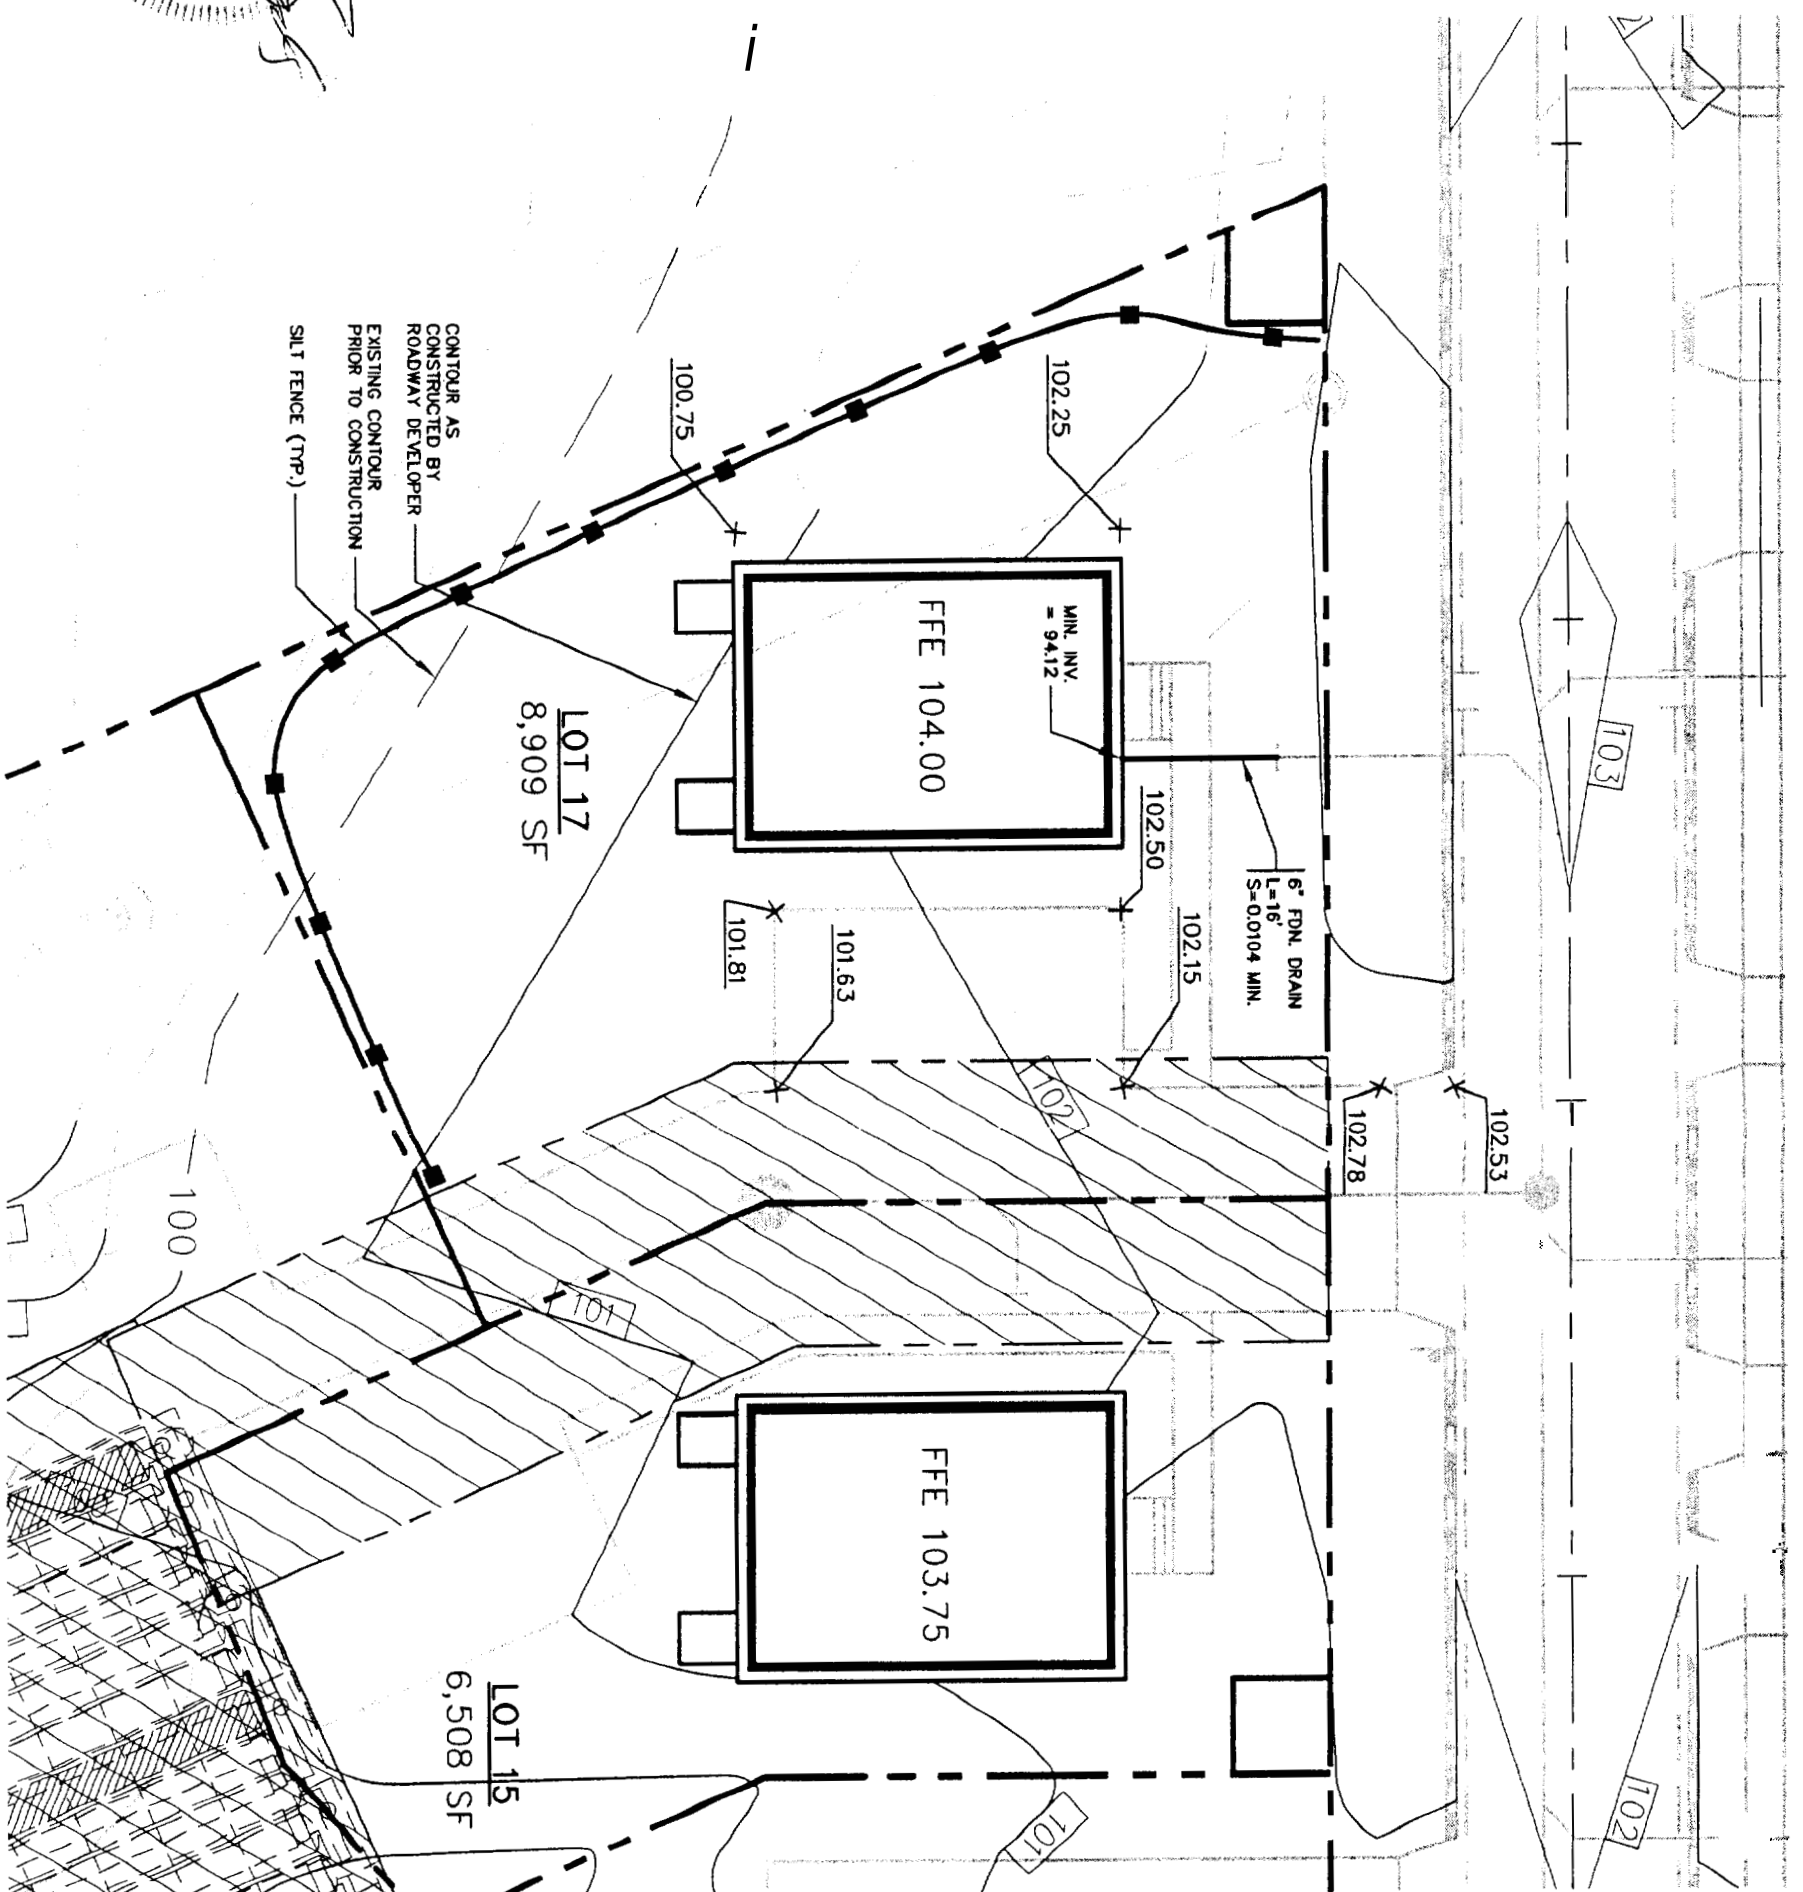 i
102.25
100.75
CONTOUR AS
CONSTRUCTED BY
ROADWAY DEVELOPER
EXISTING CONTOUR
PRIOR TO CONSTRUCTION
SILT FENCE (TYP.)
MIN. INV.
= 94.12
FFE 104.00
LOT 17
8,909 SF
103
102.50
6" FDN. DRAIN
L=16'
S=0.0104 MIN.
102.15
101.63
101.81
102
102.53
102.78
100
101
FFE 103.75
LOT 15
6,508 SF
102
101